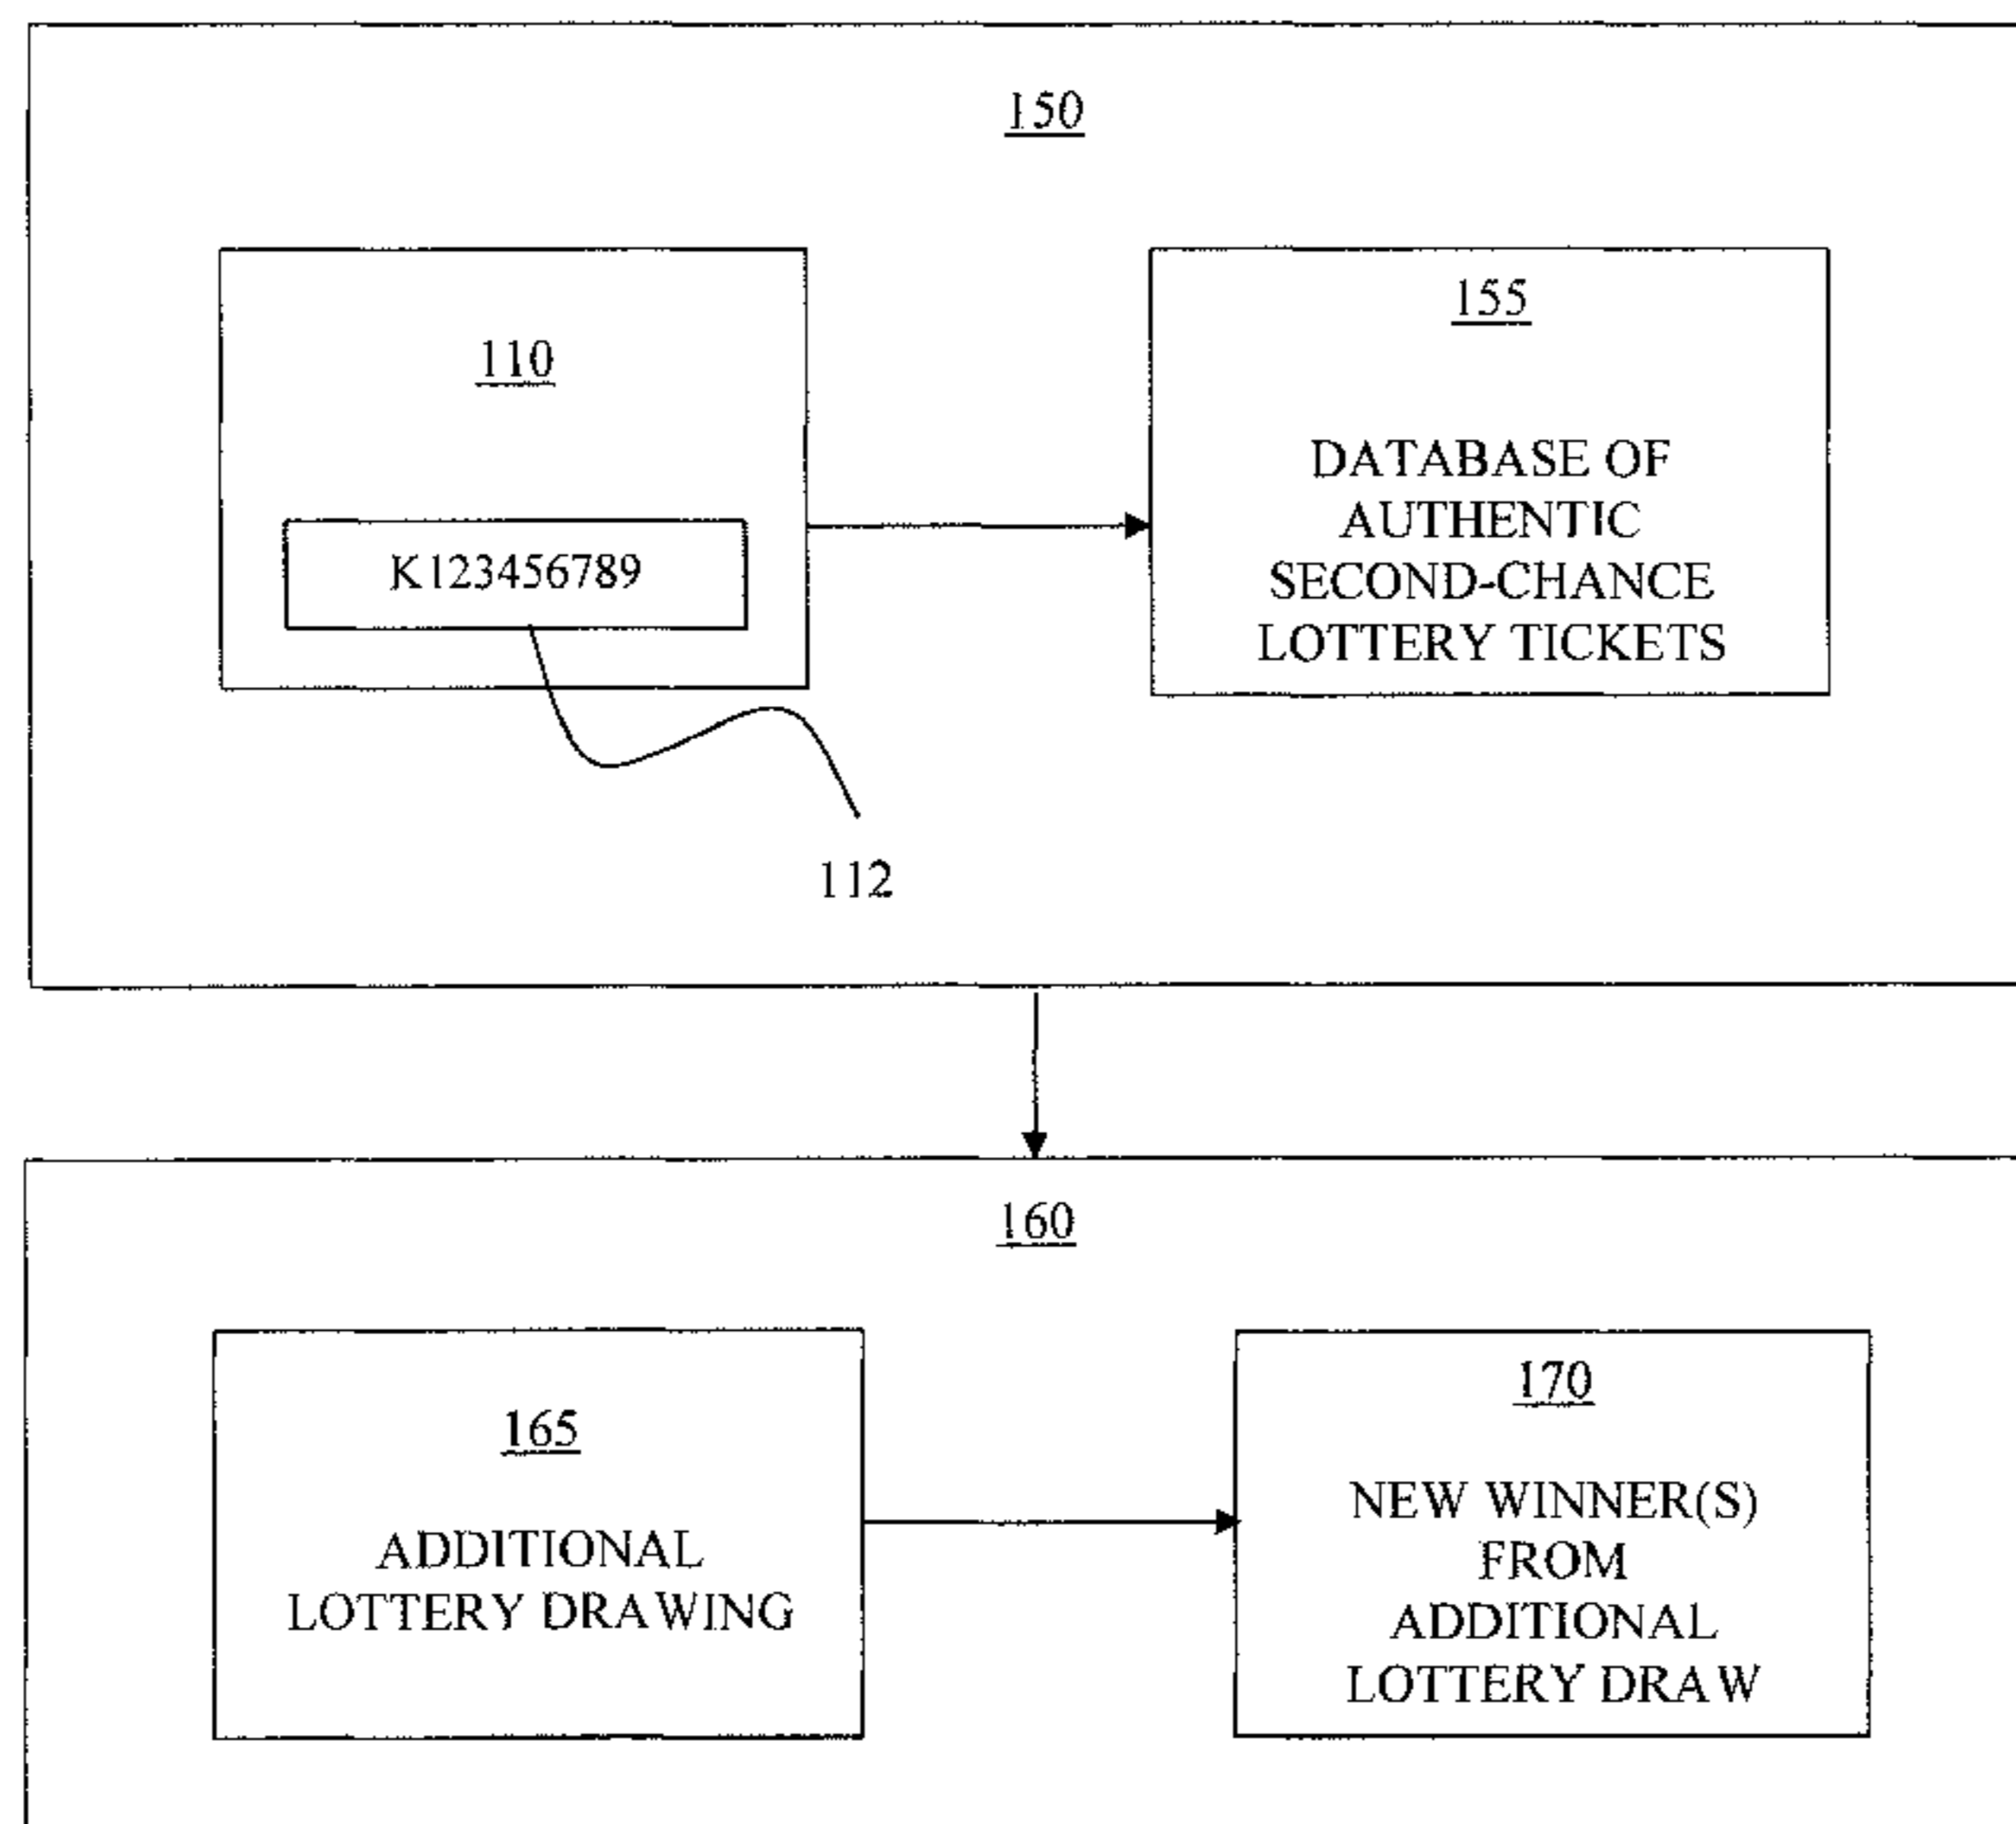 150
110
K123456789
112
155
DATABASE OF
AUTHENTIC
SECOND-CHANCE
LOTTERY TICKETS
160
165
ADDITIONAL
LOTTERY DRAWING
170
NEW WINNER(S)
FROM
ADDITIONAL
LOTTERY DRAW